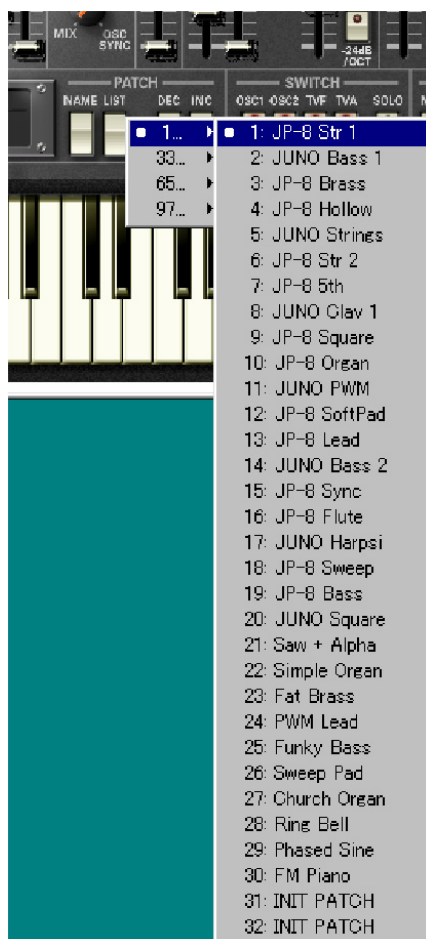 MIX OSC
SYNC
-24dB
/OCT
PATCH SWITCH
NAME LIST DEC INC OSC1 OSC2 TVF TVA SOLO
1...
33...
65...
97...
1: JP-8 Str 1
2: JUNO Bass 1
3: JP-8 Brass
4: JP-8 Hollow
5: JUNO Strings
6: JP-8 Str 2
7: JP-8 5th
8: JUNO Clav 1
9: JP-8 Square
10: JP-8 Organ
11: JUNO PWM
12: JP-8 SoftPad
13: JP-8 Lead
14: JUNO Bass 2
15: JP-8 Sync
16: JP-8 Flute
17: JUNO Harpsi
18: JP-8 Sweep
19: JP-8 Bass
20: JUNO Square
21: Saw + Alpha
22: Simple Organ
23: Fat Brass
24: PWM Lead
25: Funky Bass
26: Sweep Pad
27: Church Organ
28: Ring Bell
29: Phased Sine
30: FM Piano
31: INIT PATCH
32: INIT PATCH